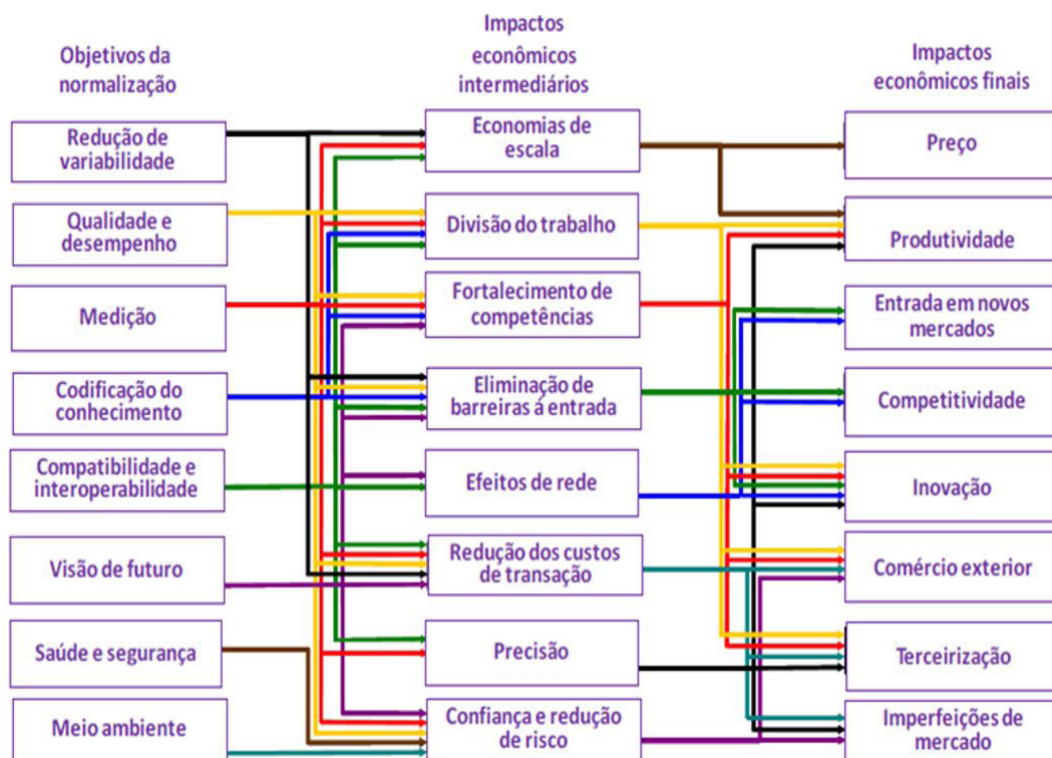 Objetivos da
normalização
Impactos
econômicos
intermediários
Impactos
econômicos finais
Redução de
variabilidade
Qualidade e
desempenho
Medição
Codificação do
conhecimento
Compatibilidade e
interoperabilidade
Visão de futuro
Saúde e segurança
Meio ambiente
Economias de
escala
Divisão do trabalho
Fortalecimento de
competências
Eliminação de
barreiras á entrada
Efeitos de rede
Redução dos custos
de transação
Precisão
Confiança e redução
de risco
Preço
Produtividade
Entrada em novos
mercados
Competitividade
Inovação
Comércio exterior
Terceirização
Imperfeições de
mercado